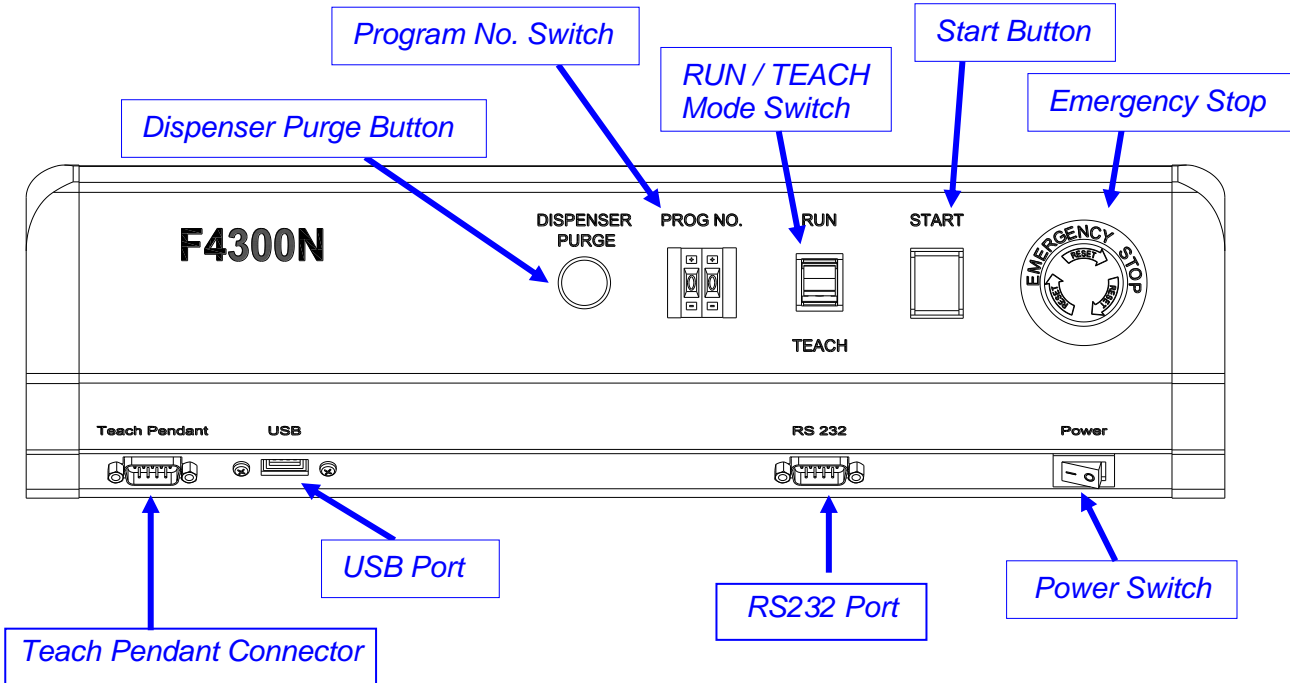 Program No. Switch
Start Button
RUN / TEACH
Mode Switch
Emergency Stop
Dispenser Purge Button
F4300N
DISPENSER
PURGE
PROG NO.
RUN
START
EMERGENCY STOP
RESET
RESET
RESET
+ +
0 0
- -
TEACH
Teach Pendant
USB
RS 232
Power
– O
USB Port
RS232 Port
Power Switch
Teach Pendant Connector